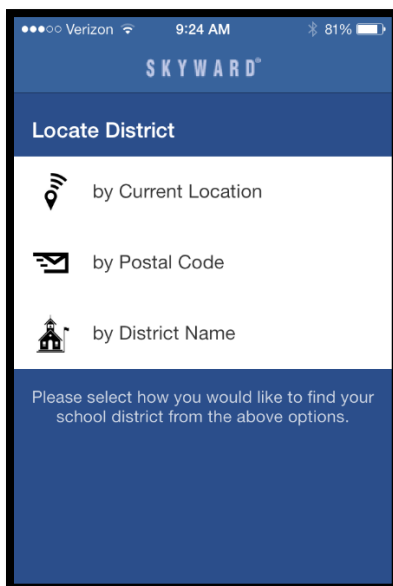 ●●●○○ Verizon 9:24 AM 81%
SKYWARD®
Locate District
by Current Location
by Postal Code
by District Name
Please select how you would like to find your
school district from the above options.